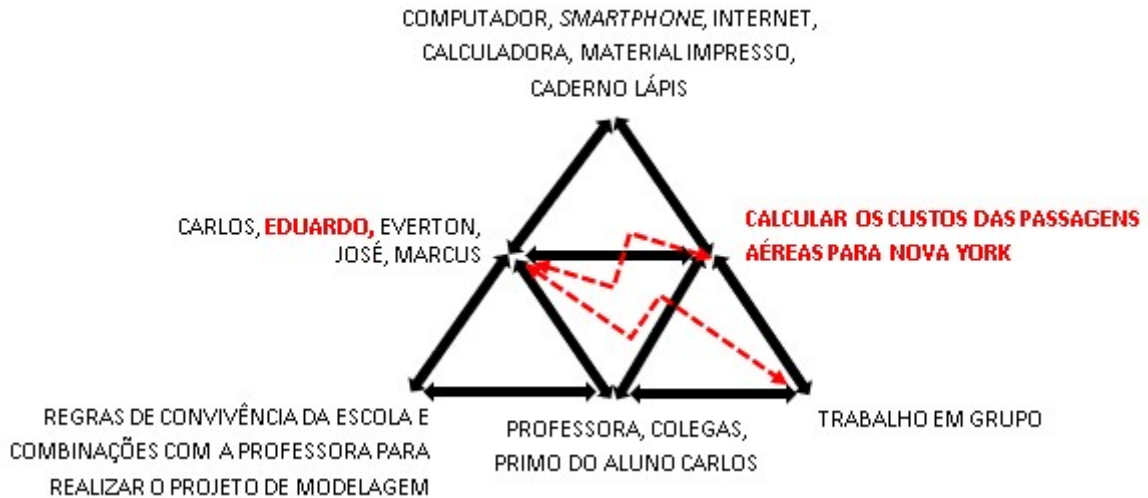 COMPUTADOR, SMARTPHONE, INTERNET,
CALCULADORA, MATERIAL IMPRESSO,
CADERNO LÁPIS
CARLOS, EDUARDO, EVERTON,
JOSÉ, MARCUS
CALCULAR OS CUSTOS DAS PASSAGENS
AÉREAS PARA NOVA YORK
REGRAS DE CONVIVÊNCIA DA ESCOLA E
COMBINAÇÕES COM A PROFESSORA PARA
REALIZAR O PROJETO DE MODELAGEM
PROFESSORA, COLEGAS,
PRIMO DO ALUNO CARLOS
TRABALHO EM GRUPO